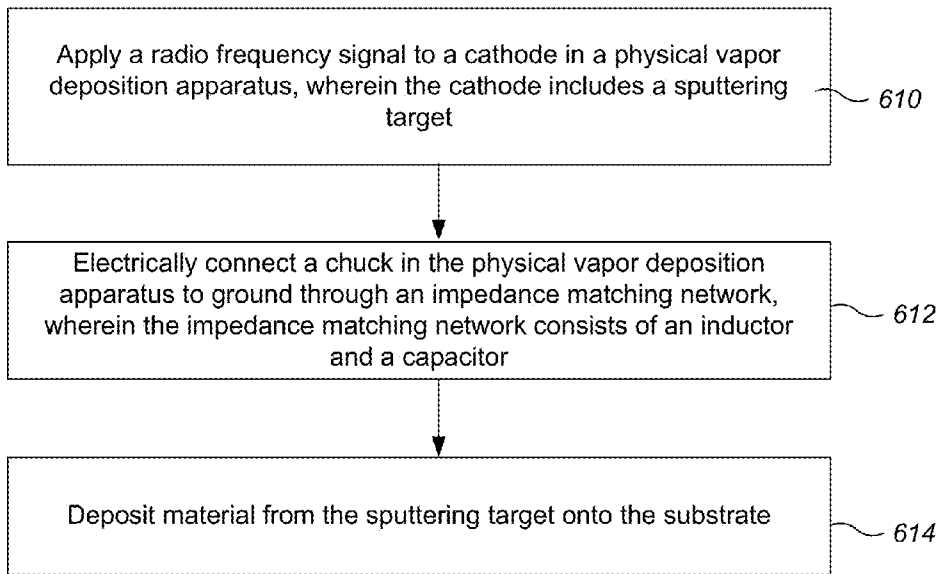 Apply a radio frequency signal to a cathode in a physical vapor
deposition apparatus, wherein the cathode includes a sputtering
target
610
Electrically connect a chuck in the physical vapor deposition
apparatus to ground through an impedance matching network,
wherein the impedance matching network consists of an inductor
and a capacitor
612
Deposit material from the sputtering target onto the substrate
614